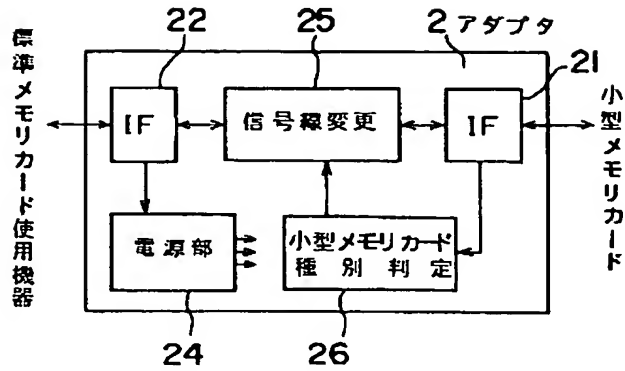 22
25
2 アダプタ
21
標準メモリカード使用機器
IF
信号線変更
IF
小型メモリカード
電源部
小型メモリカード
種別判定
24
26